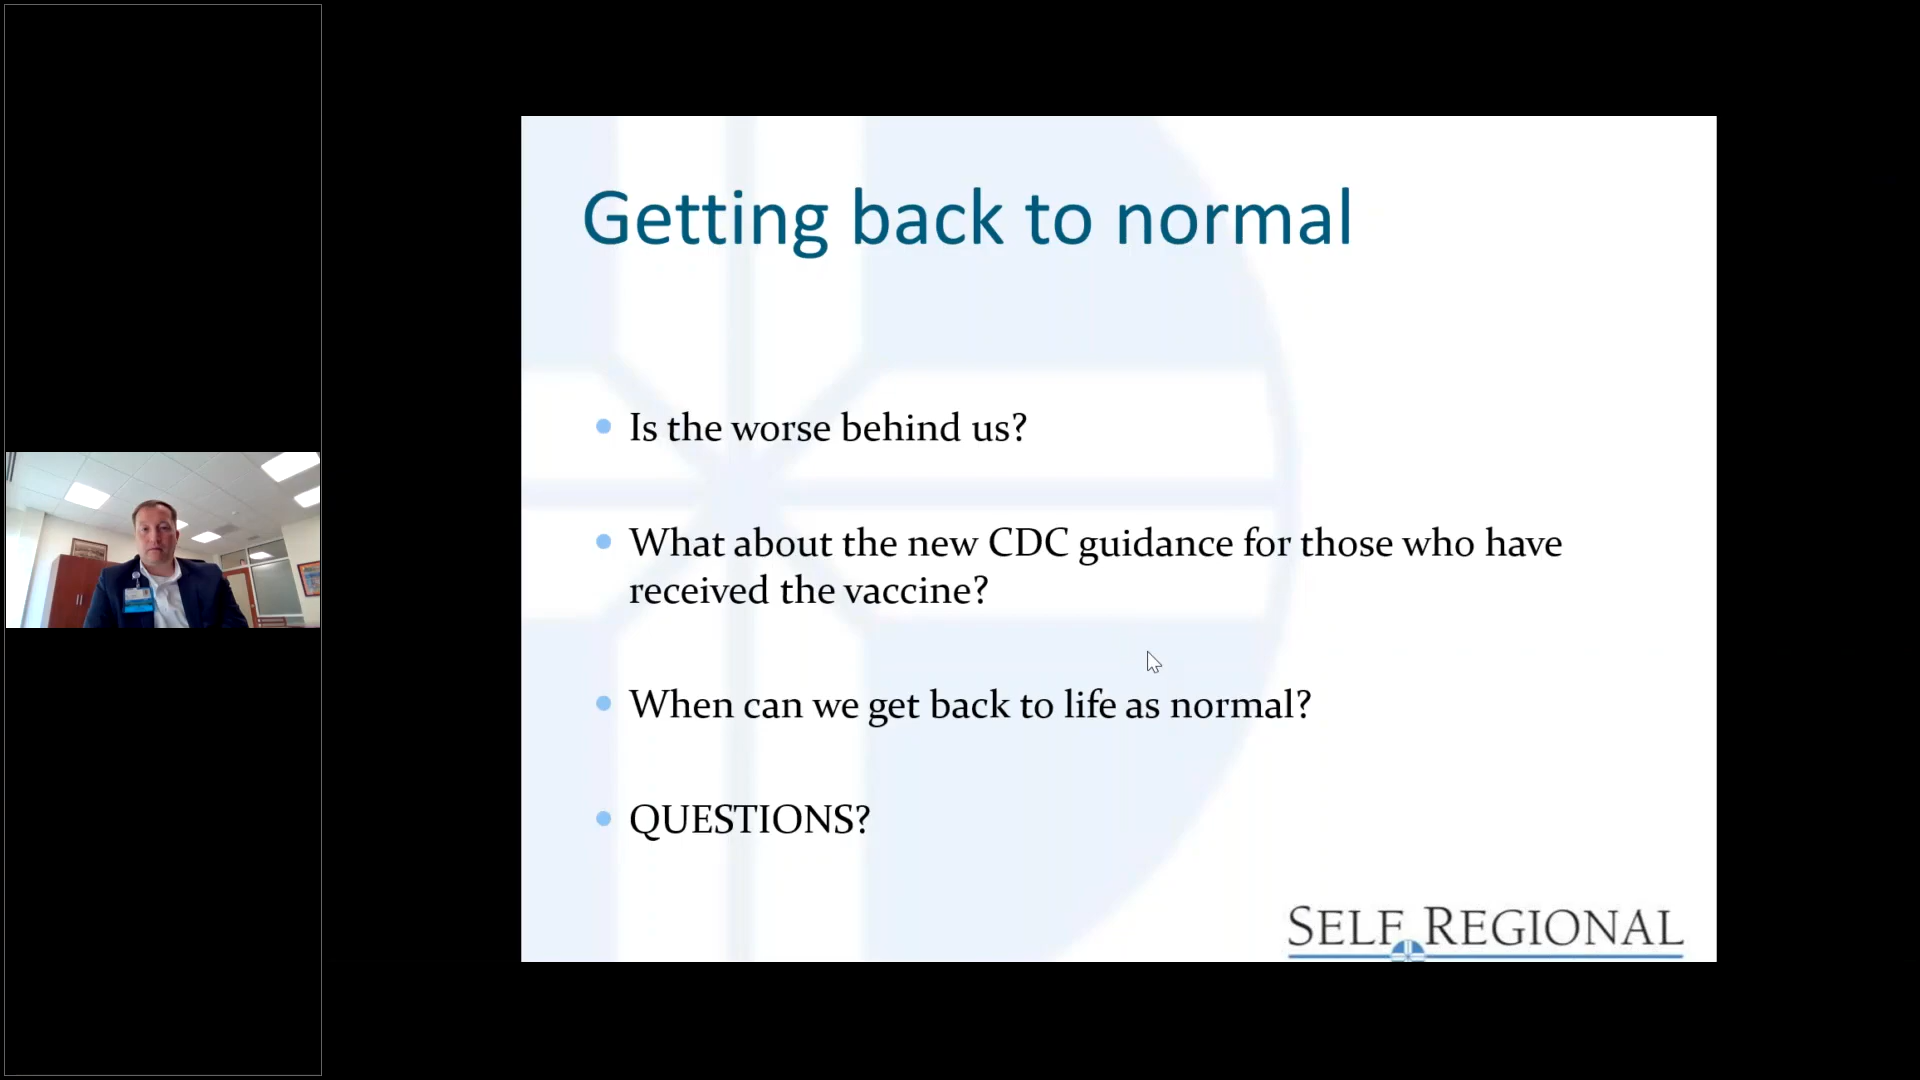 Getting back to normal
Is the worse behind us?
What about the new CDC guidance for those who have
received the vaccine?
When can we get back to life as normal?
QUESTIONS?
SELF REGIONAL